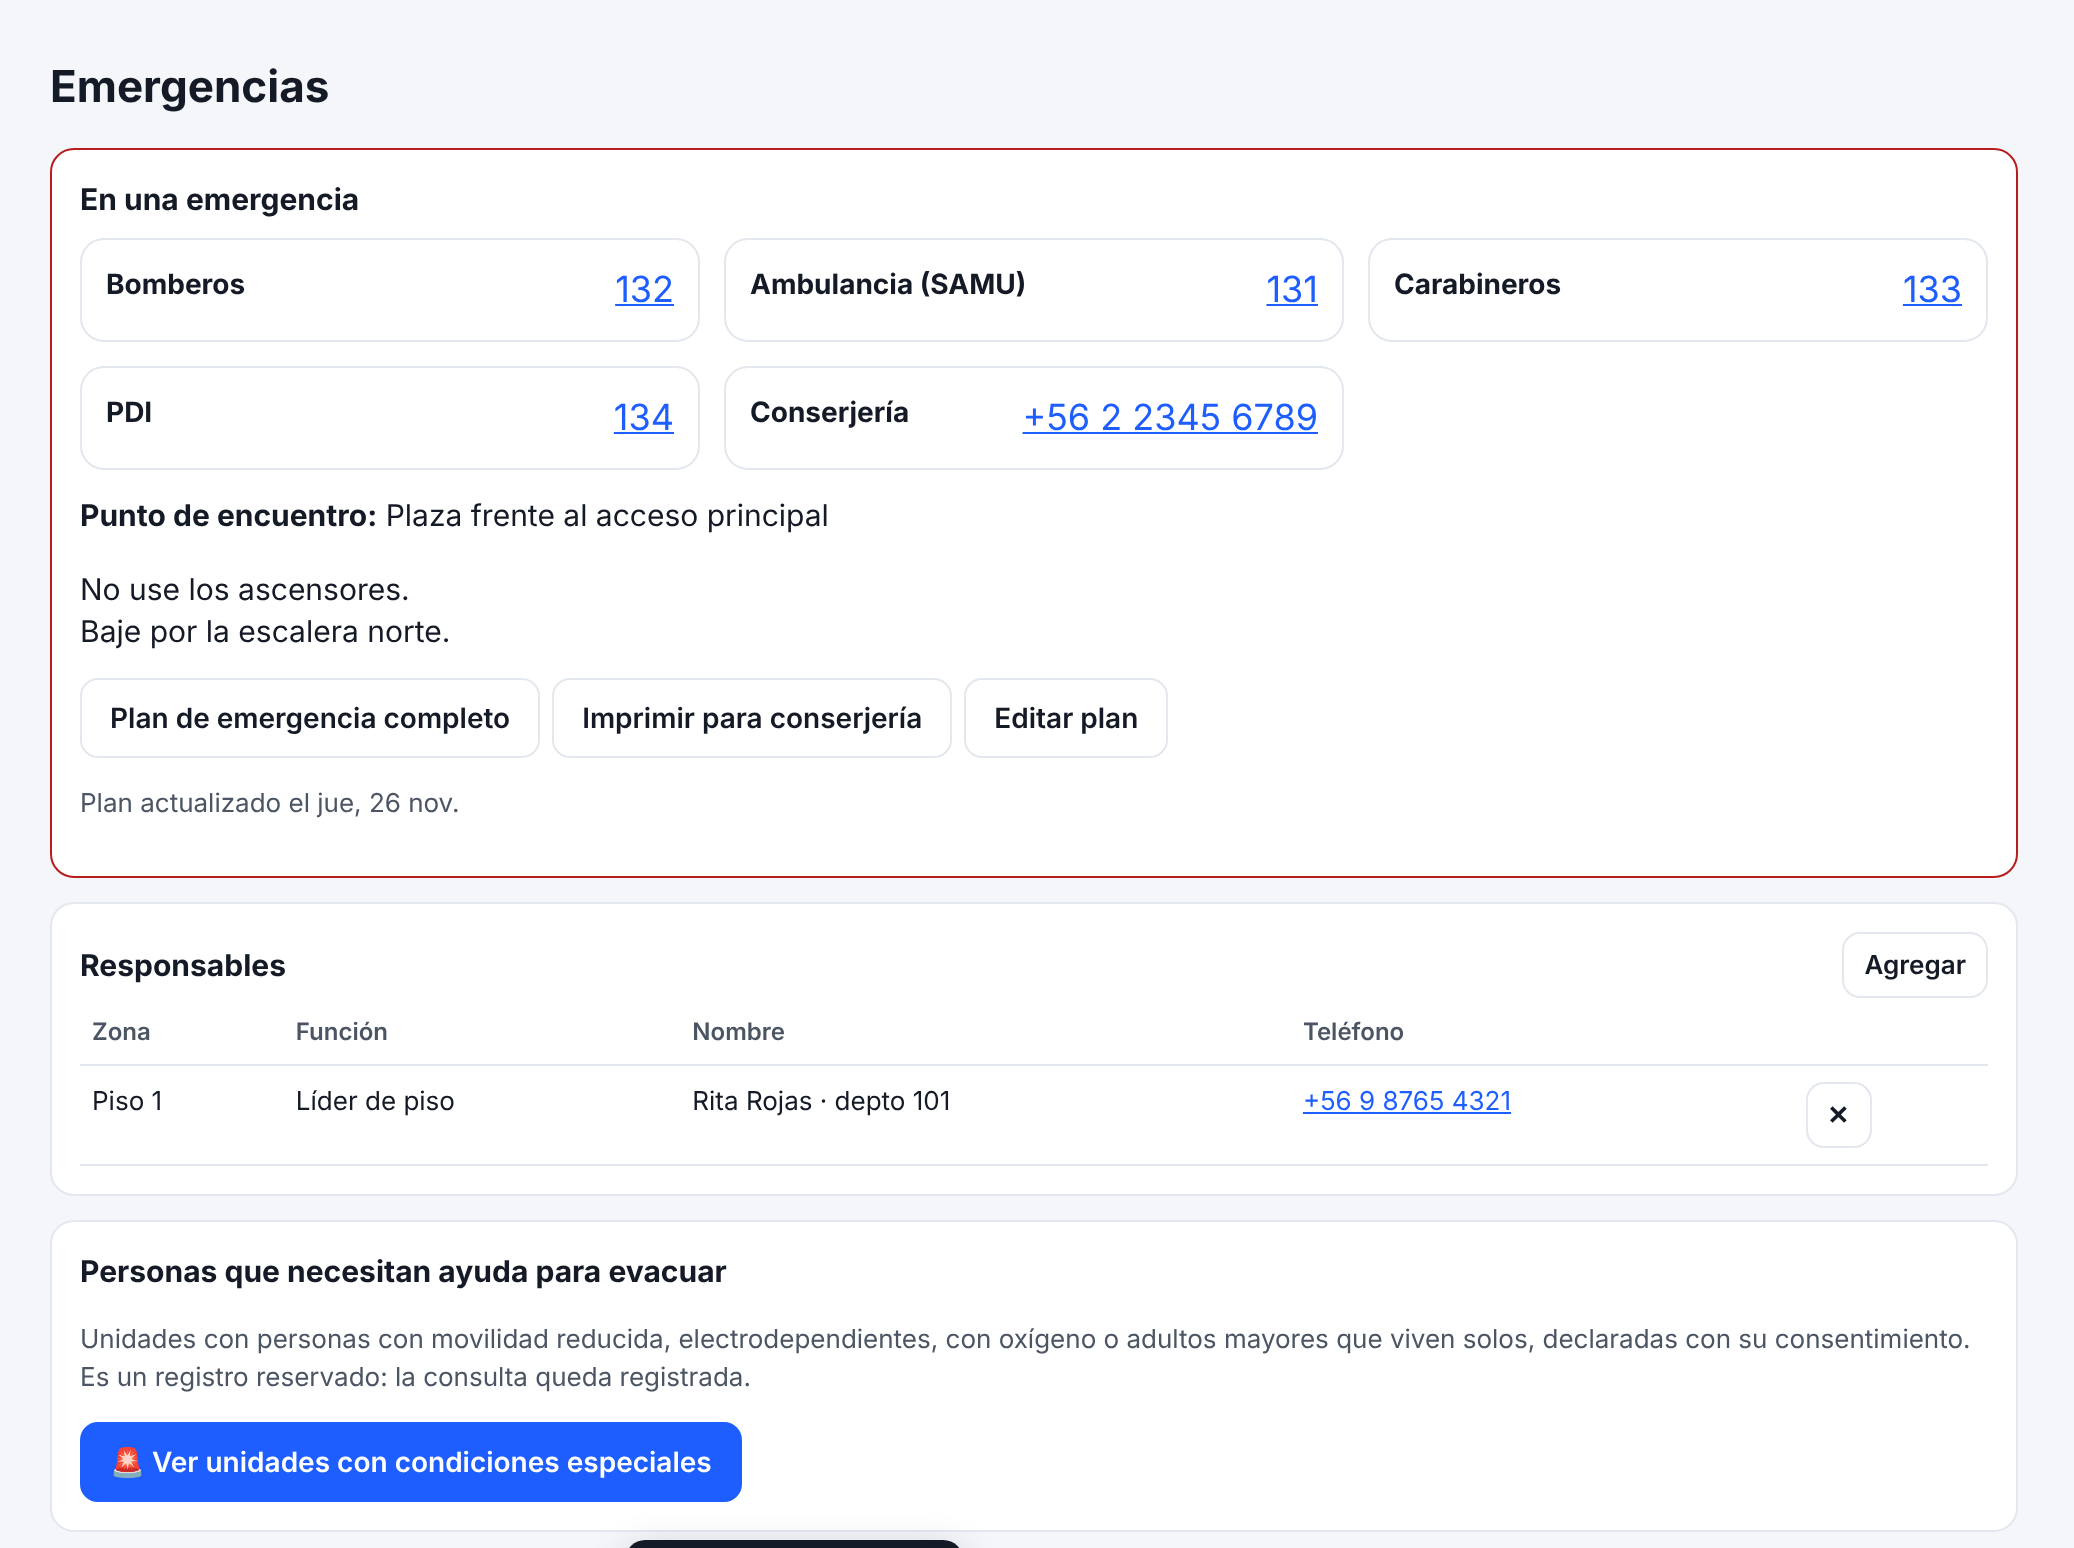 Emergencias
En una emergencia
Bomberos 132
Ambulancia (SAMU) 131
Carabineros 133
PDI 134
Conserjería +56 2 2345 6789
Punto de encuentro: Plaza frente al acceso principal
No use los ascensores.
Baje por la escalera norte.
Plan de emergencia completo
Imprimir para conserjería
Editar plan
Plan actualizado el jue, 26 nov.
Responsables
Agregar
Zona Función Nombre Teléfono
Piso 1 Líder de piso Rita Rojas · depto 101 +56 9 8765 4321 ✕
Personas que necesitan ayuda para evacuar
Unidades con personas con movilidad reducida, electrodependientes, con oxígeno o adultos mayores que viven solos, declaradas con su consentimiento.
Es un registro reservado: la consulta queda registrada.
🚨 Ver unidades con condiciones especiales